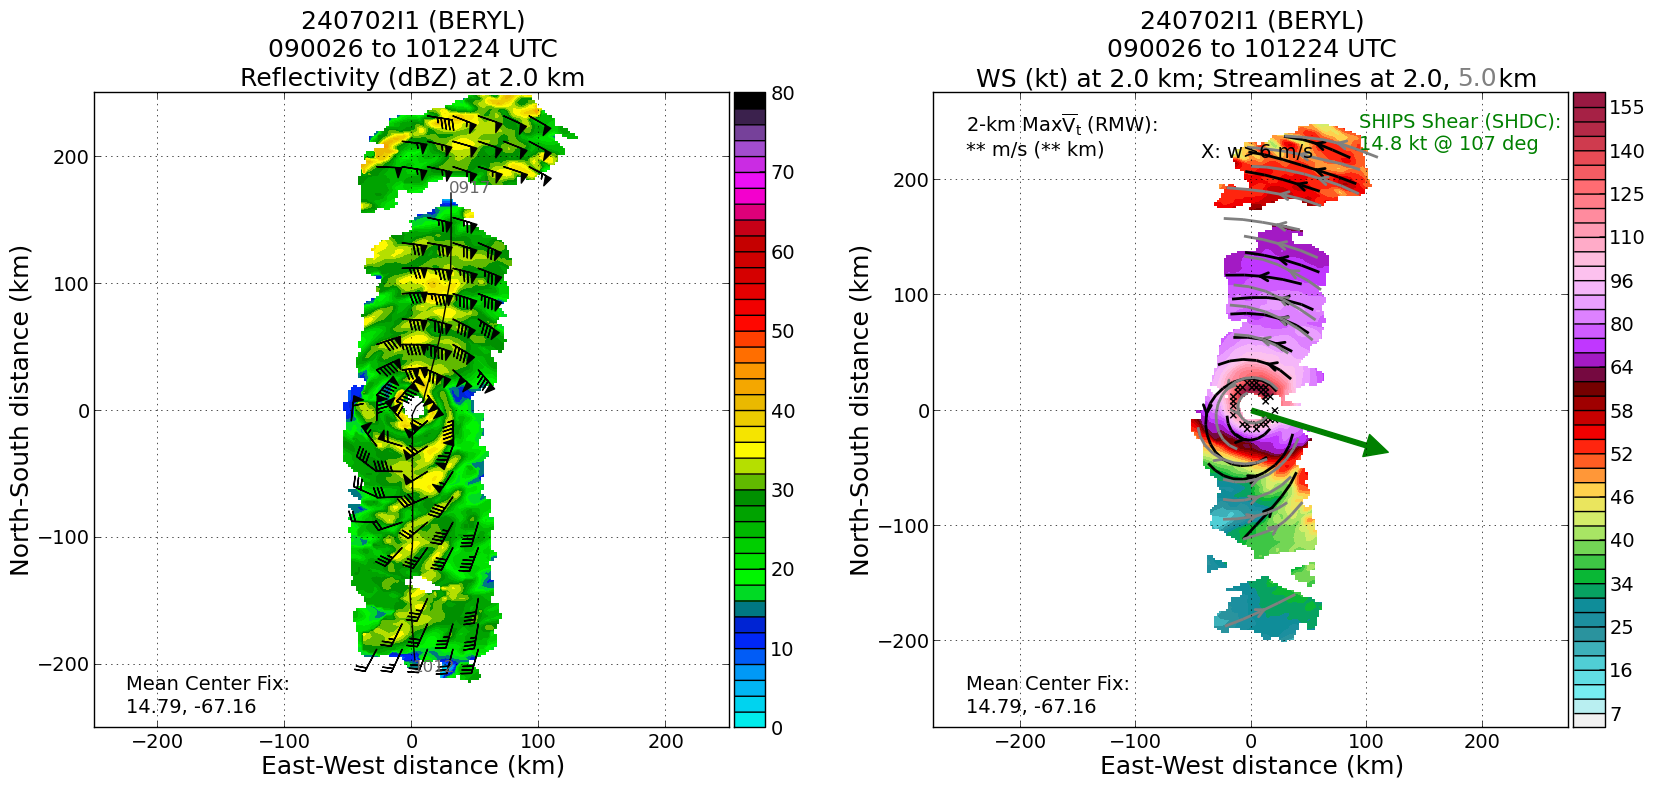 240702I1 (BERYL)
090026 to 101224 UTC
Reflectivity (dBZ) at 2.0 km
North-South distance (km)
200
100
0
−100
−200
0917
Mean Center Fix:
14.79, -67.16
−200
−100
0
100
200
East-West distance (km)
80
70
60
50
40
30
20
10
0
240702I1 (BERYL)
090026 to 101224 UTC
WS (kt) at 2.0 km; Streamlines at 2.0, 5.0km
North-South distance (km)
200
100
0
−100
−200
2-km MaxV̅t (RMW):
** m/s (** km)
X: w>6 m/s
SHIPS Shear (SHDC):
14.8 kt @ 107 deg
Mean Center Fix:
14.79, -67.16
−200
−100
0
100
200
East-West distance (km)
155
140
125
110
96
80
64
58
52
46
40
34
25
16
7